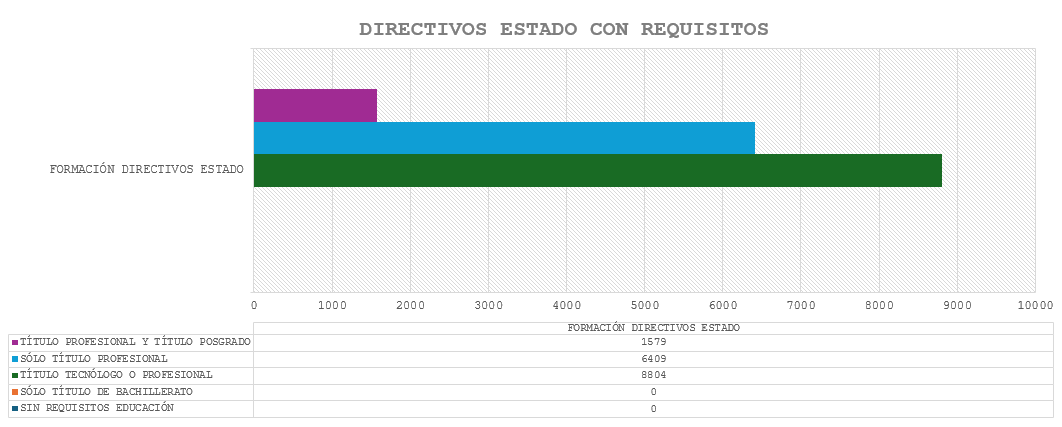 DIRECTIVOS ESTADO CON REQUISITOS
FORMACIÓN DIRECTIVOS ESTADO
0 1000 2000 3000 4000 5000 6000 7000 8000 9000 10000
FORMACIÓN DIRECTIVOS ESTADO
TÍTULO PROFESIONAL Y TÍTULO POSGRADO 1579
SÓLO TÍTULO PROFESIONAL 6409
TÍTULO TECNÓLOGO O PROFESIONAL 8804
SÓLO TÍTULO DE BACHILLERATO 0
SIN REQUISITOS EDUCACIÓN 0